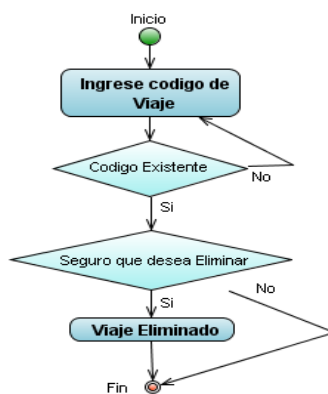 Inicio
Ingrese codigo de
Viaje
Codigo Existente
No
Si
Seguro que desea Eliminar
Si
No
Viaje Eliminado
Fin